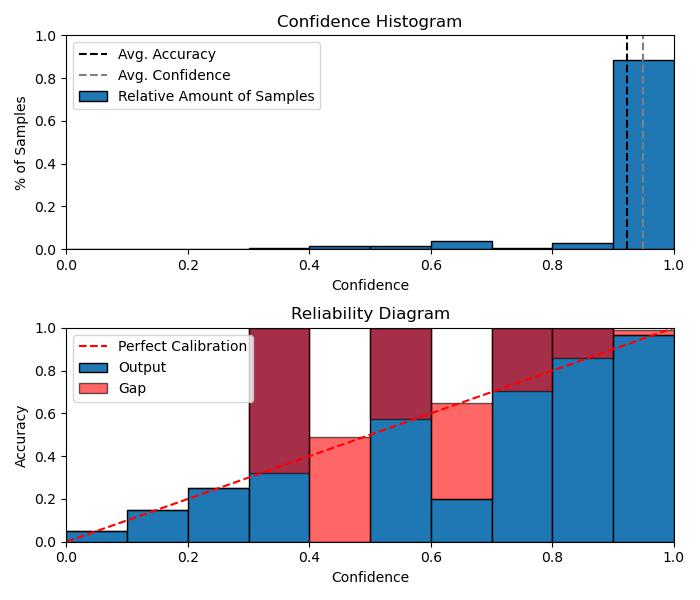 Confidence Histogram
1.0
0.8
0.6
0.4
0.2
0.0
% of Samples
Avg. Accuracy
Avg. Confidence
Relative Amount of Samples
0.0 0.2 0.4 0.6 0.8 1.0
Confidence
Reliability Diagram
1.0
0.8
0.6
0.4
0.2
0.0
Accuracy
Perfect Calibration
Output
Gap
0.0 0.2 0.4 0.6 0.8 1.0
Confidence